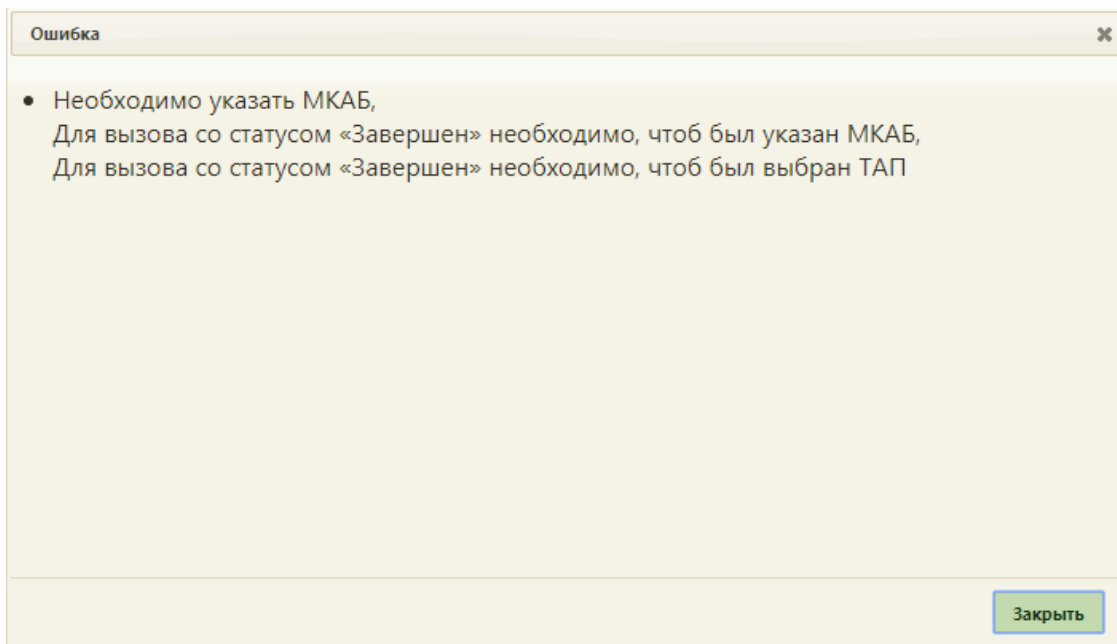 Ошибка
Необходимо указать МКАБ,
Для вызова со статусом «Завершен» необходимо, чтоб был указан МКАБ,
Для вызова со статусом «Завершен» необходимо, чтоб был выбран ТАП
Закрыть